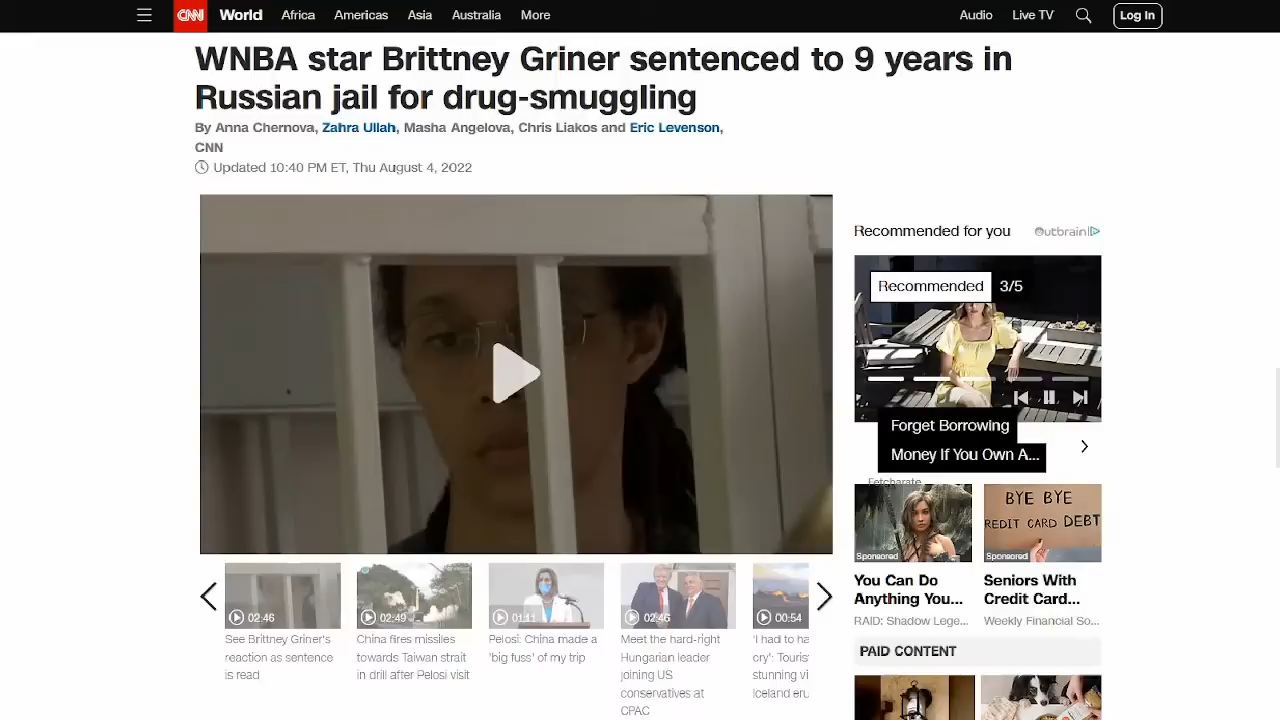 CNN World Africa Americas Asia Australia More Audio Live TV Log In
WNBA star Brittney Griner sentenced to 9 years in
Russian jail for drug-smuggling
By Anna Chernova, Zahra Ullah, Masha Angelova, Chris Liakos and Eric Levenson,
CNN
Updated 10:40 PM ET, Thu August 4, 2022
Recommended for you
Outbrain
Recommended 3/5
Forget Borrowing
Money If You Own A...
Fetcharate
BYE BYE
REDIT CARD DEBT
Sponsored
Sponsored
You Can Do
Anything You...
RAID: Shadow Lege...
Seniors With
Credit Card...
Weekly Financial So...
PAID CONTENT
02:46
See Brittney Griner's
reaction as sentence
is read
02:49
China fires missiles
towards Taiwan strait
in drill after Pelosi visit
01:11
Pelosi: China made a
'big fuss' of my trip
02:46
Meet the hard-right
Hungarian leader
joining US
conservatives at
CPAC
00:54
'I had to ha
cry': Touris
stunning vi
Iceland eru